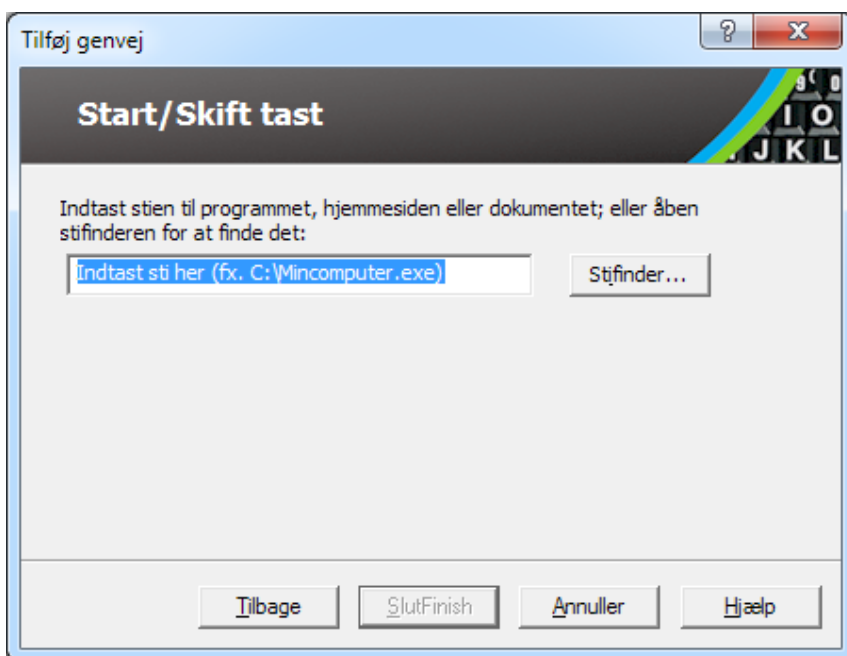 Tilføj genvej
Start/Skift tast
9 0
I O
J K L
Indtast stien til programmet, hjemmesiden eller dokumentet; eller åben
stifinderen for at finde det:
Indtast sti her (fx. C:\Mincomputer.exe)
Stifinder...
Tilbage
SlutFinish
Annuller
Hjælp